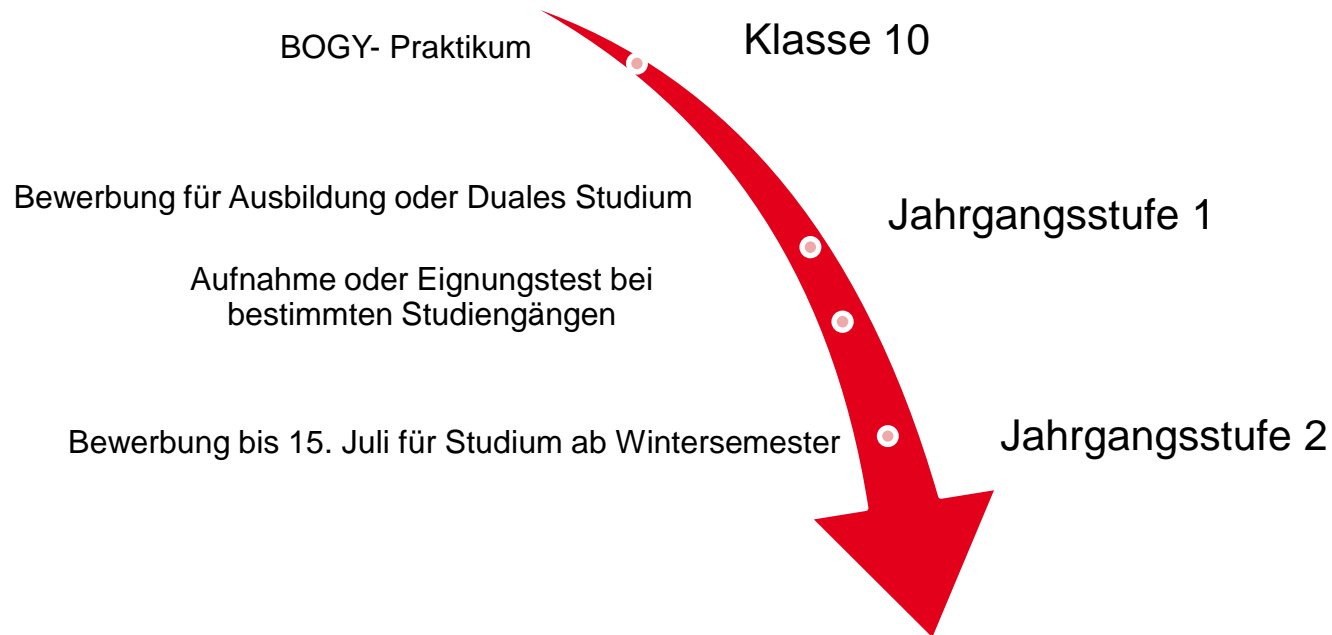 BOGY- Praktikum
Klasse 10
Bewerbung für Ausbildung oder Duales Studium
Jahrgangsstufe 1
Aufnahme oder Eignungstest bei
bestimmten Studiengängen
Bewerbung bis 15. Juli für Studium ab Wintersemester
Jahrgangsstufe 2